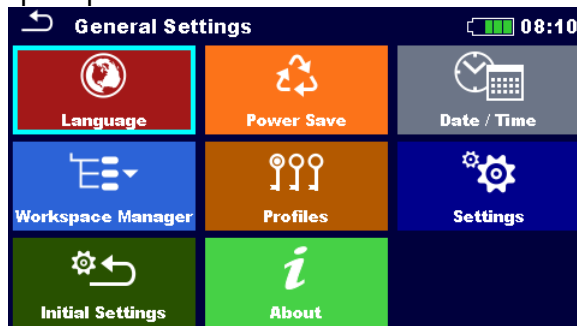 General Settings 08:10
Language Power Save Date / Time
Workspace Manager Profiles Settings
Initial Settings About